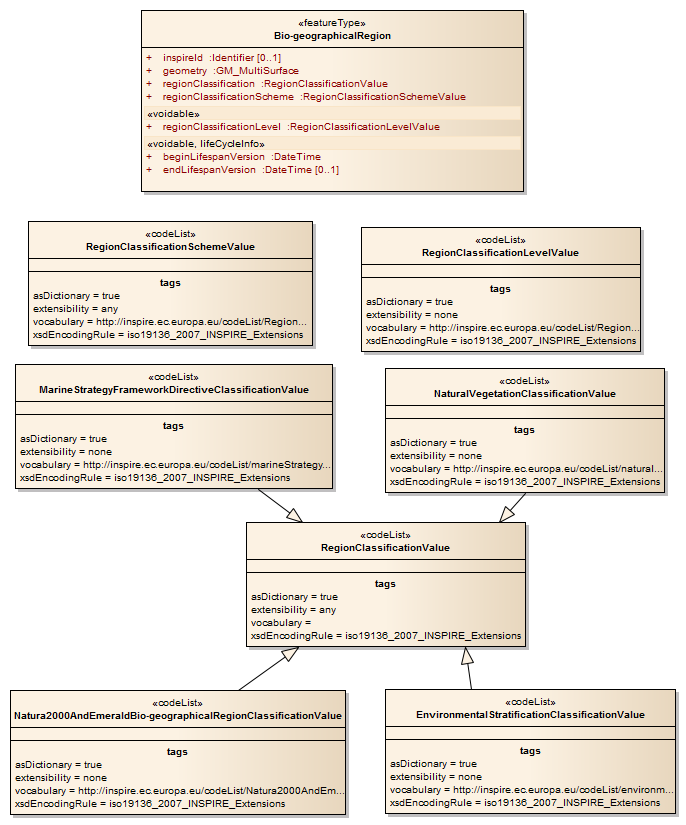 «featureType»
Bio-geographicalRegion
+ inspireId :Identifier [0..1]
+ geometry :GM_MultiSurface
+ regionClassification :RegionClassificationValue
+ regionClassificationScheme :RegionClassificationSchemeValue
«voidable»
+ regionClassificationLevel :RegionClassificationLevelValue
«voidable, lifeCycleInfo»
+ beginLifespanVersion :DateTime
+ endLifespanVersion :DateTime [0..1]
«codeList»
RegionClassificationSchemeValue
tags
asDictionary = true
extensibility = any
vocabulary = http://inspire.ec.europa.eu/codeList/Region...
xsdEncodingRule = iso19136_2007_INSPIRE_Extensions
«codeList»
RegionClassificationLevelValue
tags
asDictionary = true
extensibility = none
vocabulary = http://inspire.ec.europa.eu/codeList/Region...
xsdEncodingRule = iso19136_2007_INSPIRE_Extensions
«codeList»
MarineStrategyFrameworkDirectiveClassificationValue
tags
asDictionary = true
extensibility = none
vocabulary = http://inspire.ec.europa.eu/codeList/marineStrategy...
xsdEncodingRule = iso19136_2007_INSPIRE_Extensions
«codeList»
NaturalVegetationClassificationValue
tags
asDictionary = true
extensibility = none
vocabulary = http://inspire.ec.europa.eu/codeList/natural...
xsdEncodingRule = iso19136_2007_INSPIRE_Extensions
«codeList»
RegionClassificationValue
tags
asDictionary = true
extensibility = any
vocabulary =
xsdEncodingRule = iso19136_2007_INSPIRE_Extensions
«codeList»
Natura2000AndEmeraldBio-geographicalRegionClassificationValue
tags
asDictionary = true
extensibility = none
vocabulary = http://inspire.ec.europa.eu/codeList/Natura2000AndEm...
xsdEncodingRule = iso19136_2007_INSPIRE_Extensions
«codeList»
EnvironmentalStratificationClassificationValue
tags
asDictionary = true
extensibility = none
vocabulary = http://inspire.ec.europa.eu/codeList/environm...
xsdEncodingRule = iso19136_2007_INSPIRE_Extensions